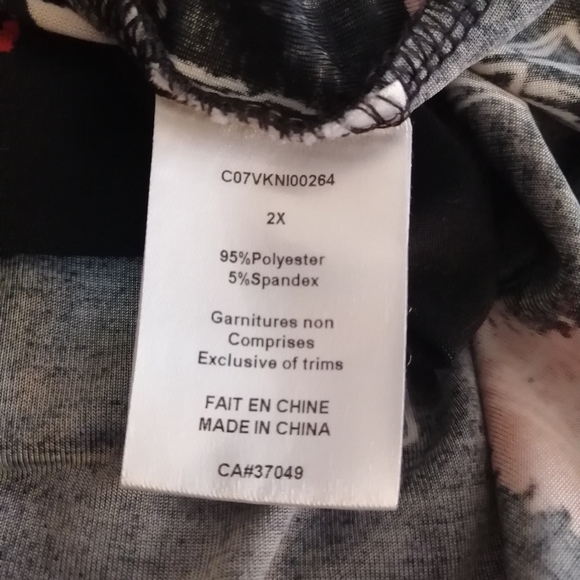 C07VKNI00264
2X
95%Polyester
5%Spandex
Garnitures non
Comprises
Exclusive of trims
FAIT EN CHINE
MADE IN CHINA
CA#37049